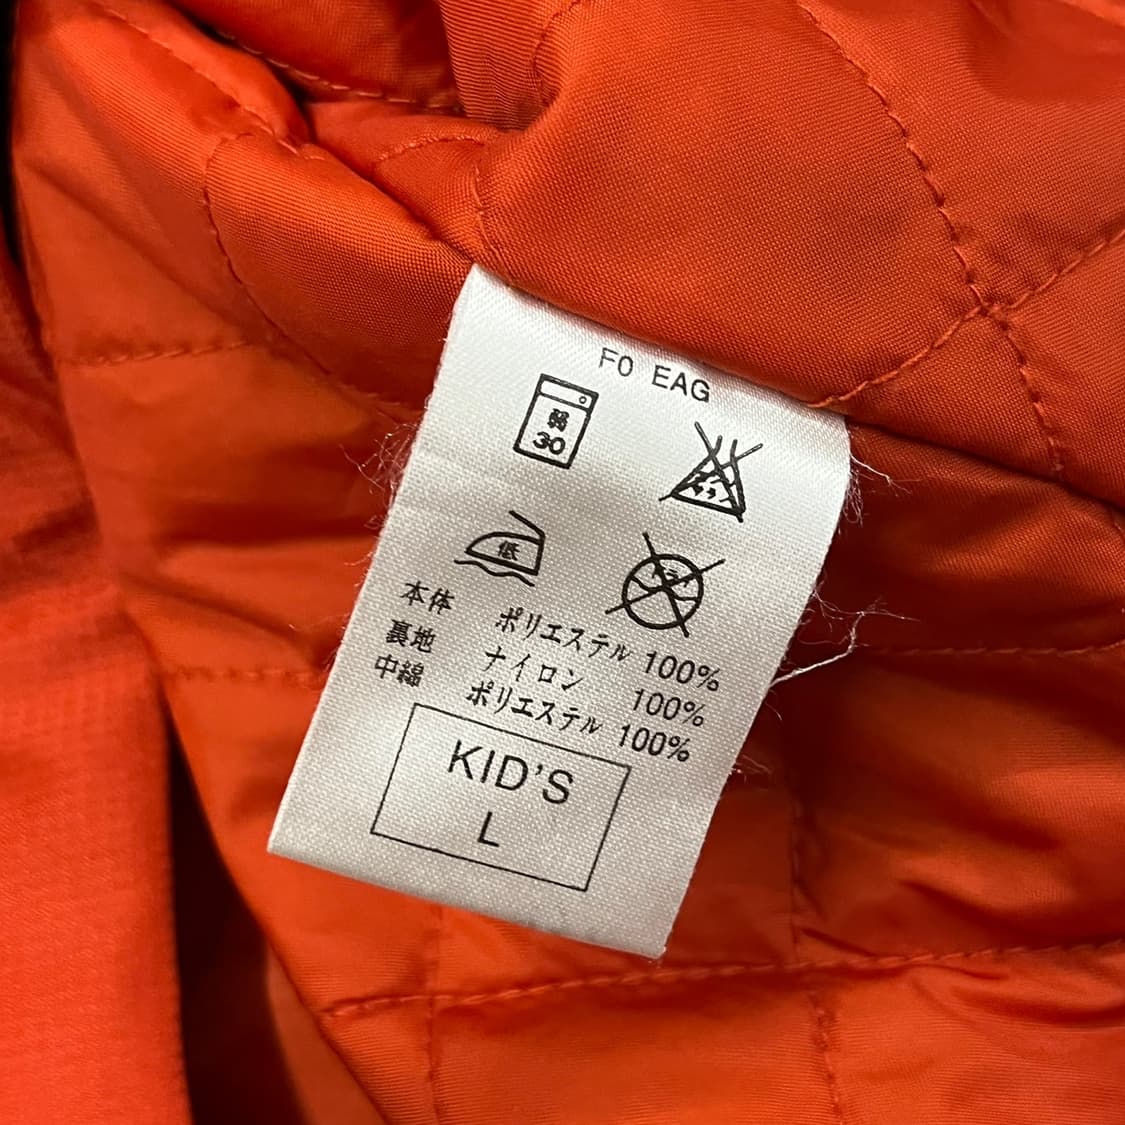 F0 EAG
弱
30
低
本体 ポリエステル 100%
裏地 ナイロン 100%
中綿 ポリエステル 100%
KID'S
L